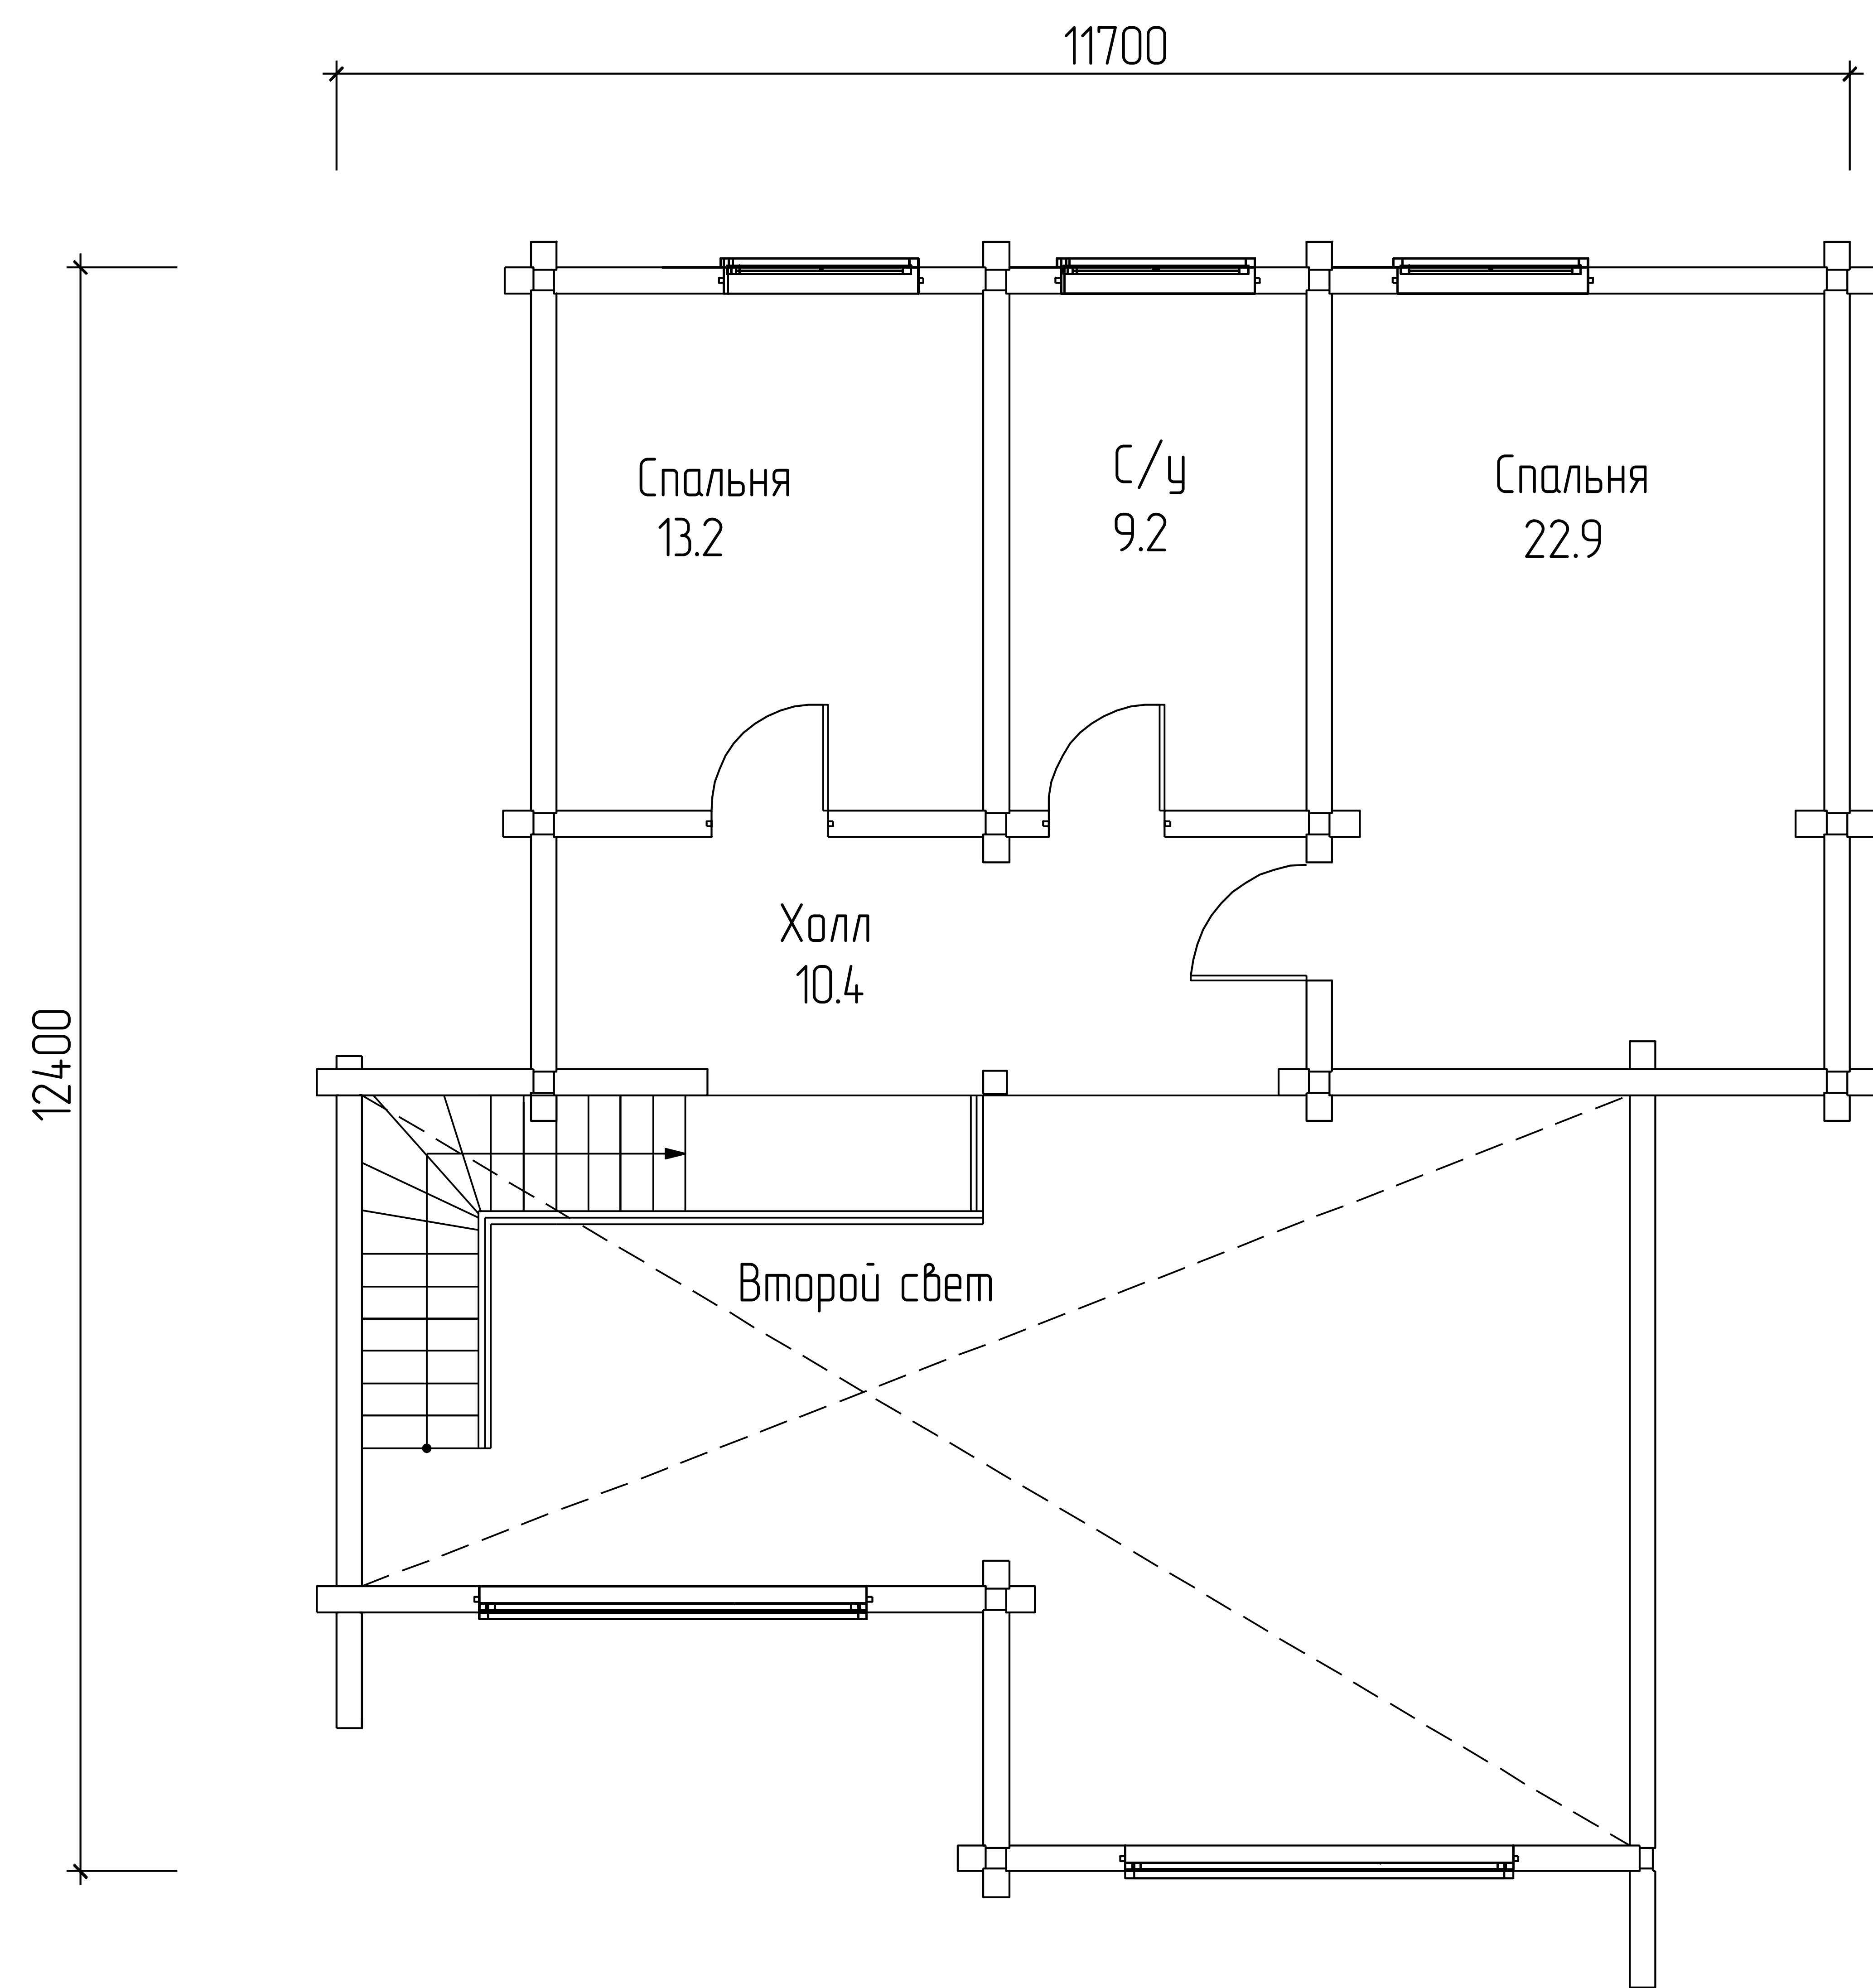 11700
Спальня
13.2
С/у
9.2
Спальня
22.9
Холл
10.4
12400
Второй свет